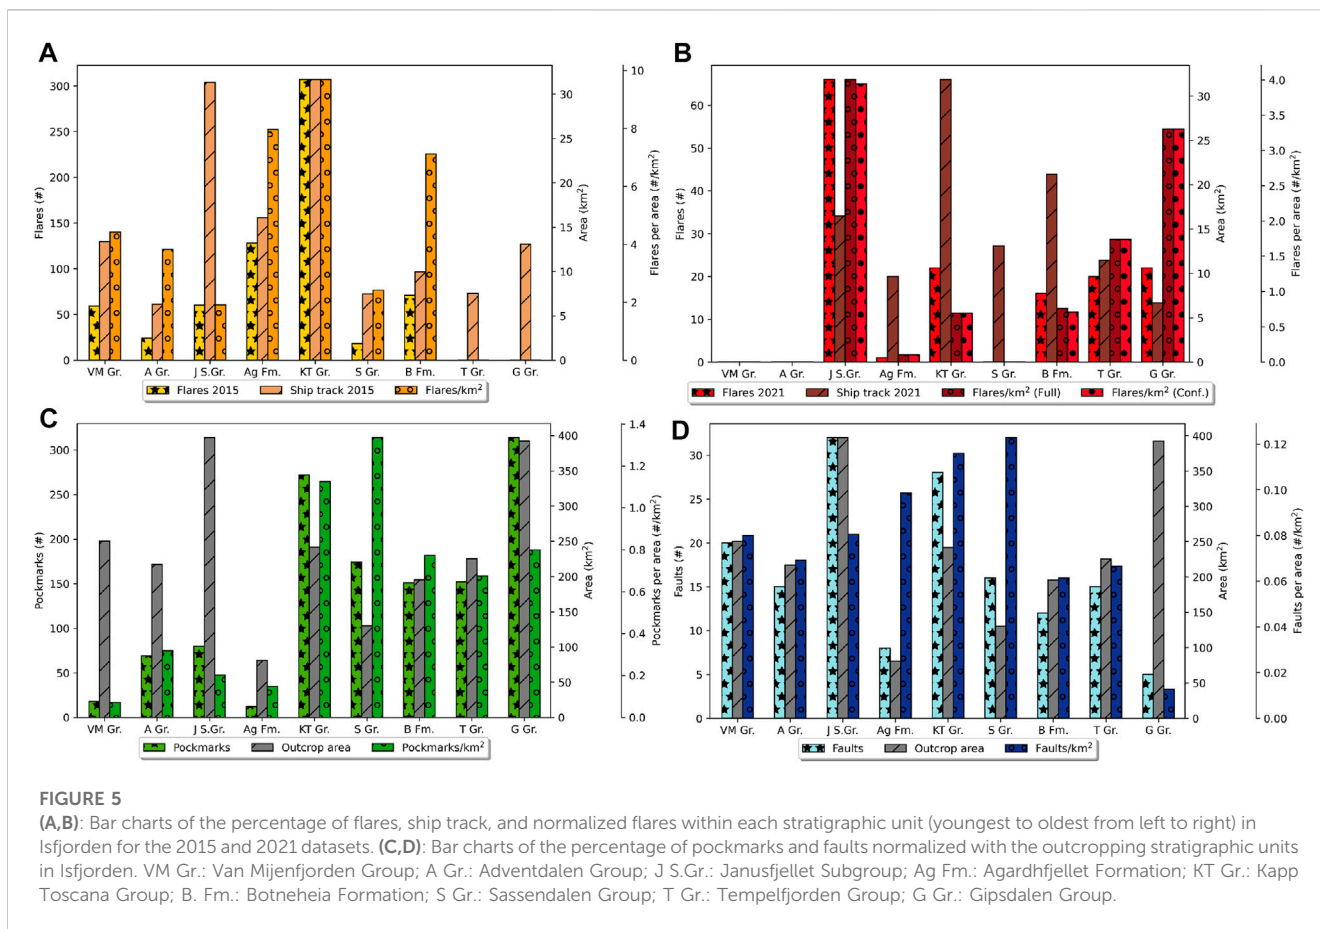 A
Flares (#)
300
250
200
150
100
50
0
VM Gr.
A Gr.
J S.Gr.
Ag Fm.
KT Gr.
S Gr.
B Fm.
T Gr.
G Gr.
30
25
20
15
10
5
0
Area (km²)
10
8
6
4
2
0
Flares per area (#/km²)
Flares 2015
Ship track 2015
Flares/km²
B
Flares (#)
60
50
40
30
20
10
0
VM Gr.
A Gr.
J S.Gr.
Ag Fm.
KT Gr.
S Gr.
B Fm.
T Gr.
G Gr.
30
25
20
15
10
5
0
Area (km²)
4.0
3.5
3.0
2.5
2.0
1.5
1.0
0.5
0.0
Flares per area (#/km²)
Flares 2021
Ship track 2021
Flares/km² (Full)
Flares/km² (Conf.)
C
Pockmarks (#)
300
250
200
150
100
50
0
VM Gr.
A Gr.
J S.Gr.
Ag Fm.
KT Gr.
S Gr.
B Fm.
T Gr.
G Gr.
400
350
300
250
200
150
100
50
0
Area (km²)
1.4
1.2
1.0
0.8
0.6
0.4
0.2
0.0
Pockmarks per area (#/km²)
Pockmarks
Outcrop area
Pockmarks/km²
D
Faults (#)
30
25
20
15
10
5
0
VM Gr.
A Gr.
J S.Gr.
Ag Fm.
KT Gr.
S Gr.
B Fm.
T Gr.
G Gr.
400
350
300
250
200
150
100
50
0
Area (km²)
0.12
0.10
0.08
0.06
0.04
0.02
0.00
Faults per area (#/km²)
Faults
Outcrop area
Faults/km²
FIGURE 5
(A,B): Bar charts of the percentage of flares, ship track, and normalized flares within each stratigraphic unit (youngest to oldest from left to right) in
Isfjorden for the 2015 and 2021 datasets. (C,D): Bar charts of the percentage of pockmarks and faults normalized with the outcropping stratigraphic units
in Isfjorden. VM Gr.: Van Mijenfjorden Group; A Gr.: Adventdalen Group; J S.Gr.: Janusfjellet Subgroup; Ag Fm.: Agardhfjellet Formation; KT Gr.: Kapp
Toscana Group; B. Fm.: Botneheia Formation; S Gr.: Sassendalen Group; T Gr.: Tempelfjorden Group; G Gr.: Gipsdalen Group.